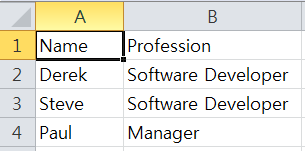 A B
1 Name Profession
2 Derek Software Developer
3 Steve Software Developer
4 Paul Manager